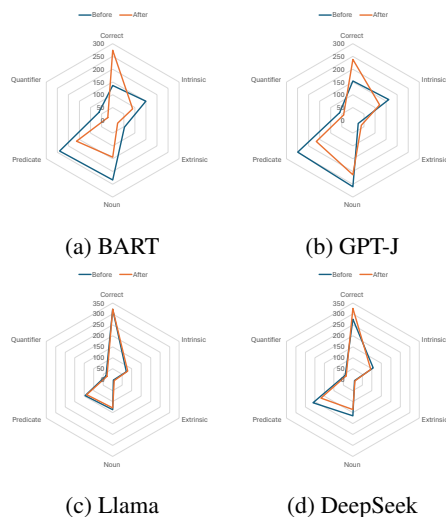 Before After
Correct
300
250
200
150
100
50
0
Quantifier
Intrinsic
Predicate
Extrinsic
Noun
(a) BART
Before After
Correct
300
250
200
150
100
50
0
Quantifier
Intrinsic
Predicate
Extrinsic
Noun
(b) GPT-J
Before After
Correct
350
300
250
200
150
100
50
0
Quantifier
Intrinsic
Predicate
Extrinsic
Noun
(c) Llama
Before After
Correct
350
300
250
200
150
100
50
0
Quantifier
Intrinsic
Predicate
Extrinsic
Noun
(d) DeepSeek